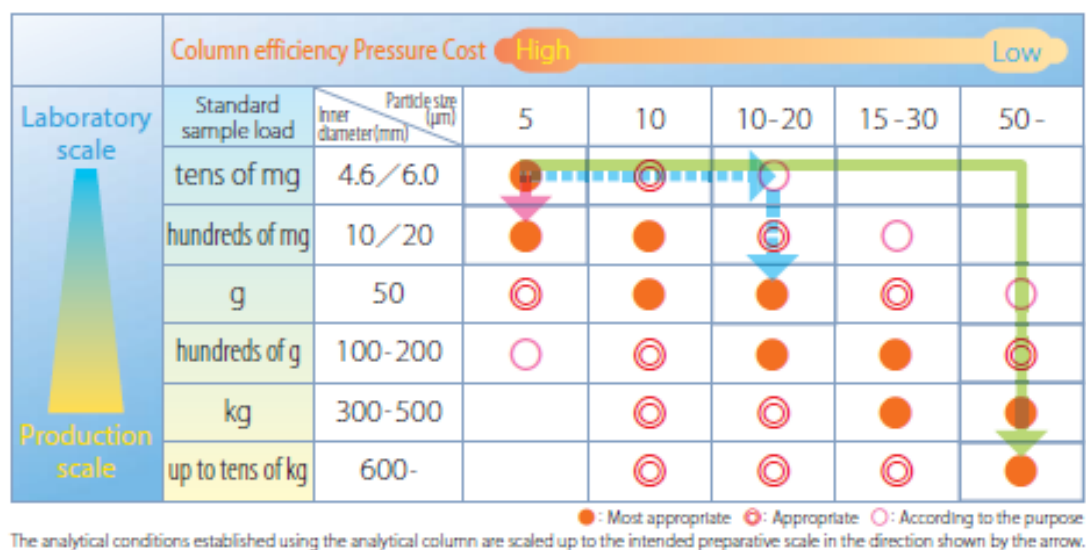 Column efficiency Pressure Cost High Low
Laboratory scale
Standard sample load
Inner diameter(mm)
Particle size (μm)
5 10 10-20 15-30 50-
tens of mg 4.6/6.0
hundreds of mg 10/20
g 50
hundreds of g 100-200
kg 300-500
Production scale
up to tens of kg 600-
: Most appropriate : Appropriate : According to the purpose
The analytical conditions established using the analytical column are scaled up to the intended preparative scale in the direction shown by the arrow.